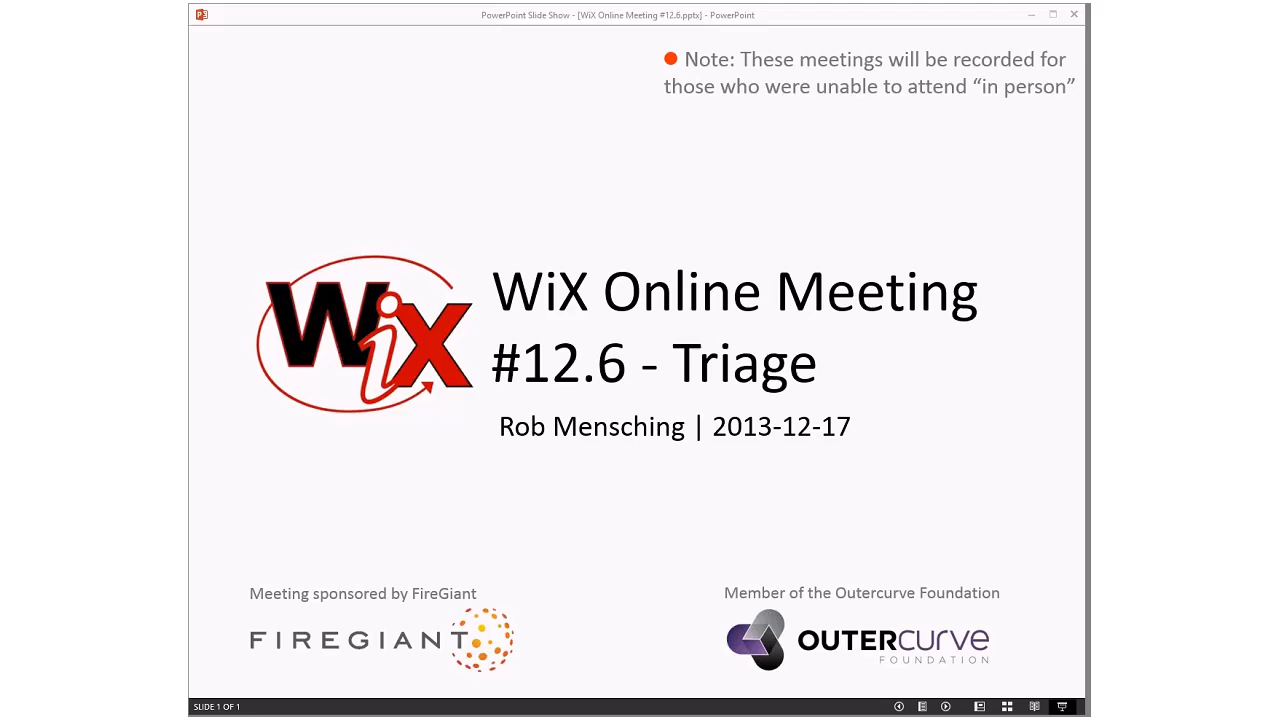 PowerPoint Slide Show - [WiX Online Meeting #12.6.pptx] - PowerPoint
Note: These meetings will be recorded for
those who were unable to attend “in person”
WiX
WiX Online Meeting
#12.6 - Triage
Rob Mensching | 2013-12-17
Meeting sponsored by FireGiant
FIREGIANT
Member of the Outercurve Foundation
OUTERCURVE
FOUNDATION
SLIDE 1 OF 1